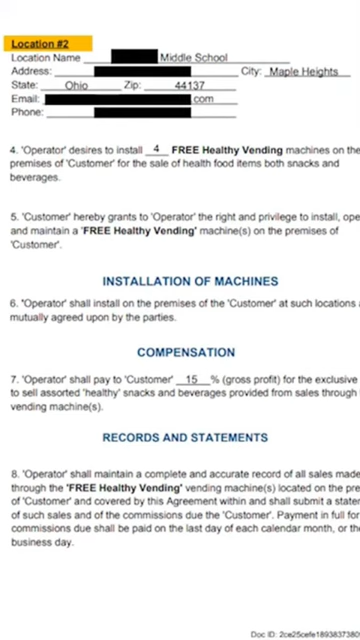 Location #2
Location Name Middle School
Address: City: Maple Heights
State: Ohio Zip: 44137
Email: com
Phone:
4. 'Operator' desires to install 4 FREE Healthy Vending machines on the
premises of 'Customer' for the sale of health food items both snacks and
beverages.
5. 'Customer' hereby grants to 'Operator' the right and privilege to install, ope
and maintain a 'FREE Healthy Vending' machine(s) on the premises of
'Customer'.
INSTALLATION OF MACHINES
6. 'Operator' shall install on the premises of the 'Customer' at such locations a
mutually agreed upon by the parties.
COMPENSATION
7. 'Operator' shall pay to 'Customer' 15 % (gross profit) for the exclusive
to sell assorted 'healthy' snacks and beverages provided from sales through
vending machine(s).
RECORDS AND STATEMENTS
8. 'Operator' shall maintain a complete and accurate record of all sales made
through the 'FREE Healthy Vending' vending machine(s) located on the pre
of 'Customer' and covered by this Agreement within and shall submit a stater
of such sales and of the commissions due the 'Customer'. Payment in full for
commissions due shall be paid on the last day of each calendar month, or the
business day.
Doc ID: 2ce25cefe1893837380